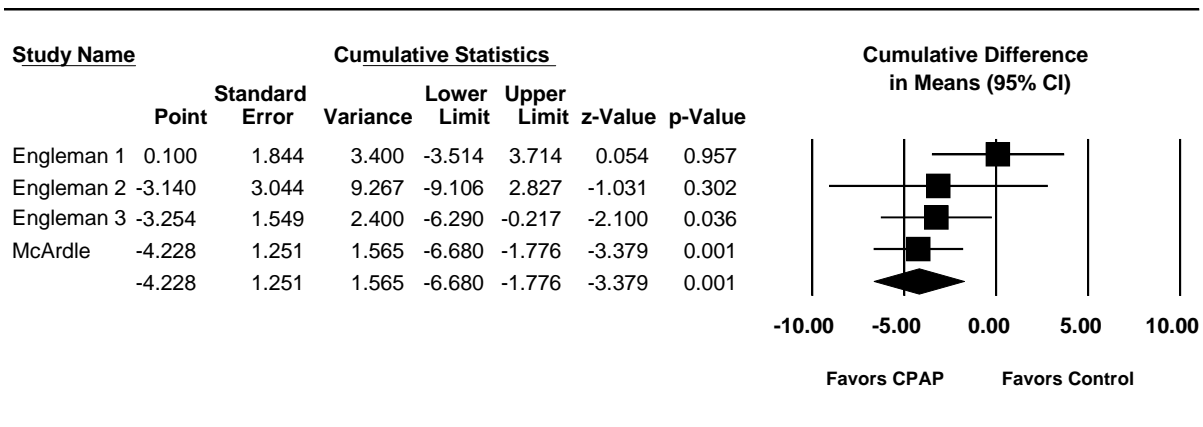 Study Name Cumulative Statistics Cumulative Difference
in Means (95% CI)
Standard Lower Upper
Point Error Variance Limit Limit z-Value p-Value
Engleman 1 0.100 1.844 3.400 -3.514 3.714 0.054 0.957
Engleman 2 -3.140 3.044 9.267 -9.106 2.827 -1.031 0.302
Engleman 3 -3.254 1.549 2.400 -6.290 -0.217 -2.100 0.036
McArdle -4.228 1.251 1.565 -6.680 -1.776 -3.379 0.001
-4.228 1.251 1.565 -6.680 -1.776 -3.379 0.001
-10.00 -5.00 0.00 5.00 10.00
Favors CPAP Favors Control